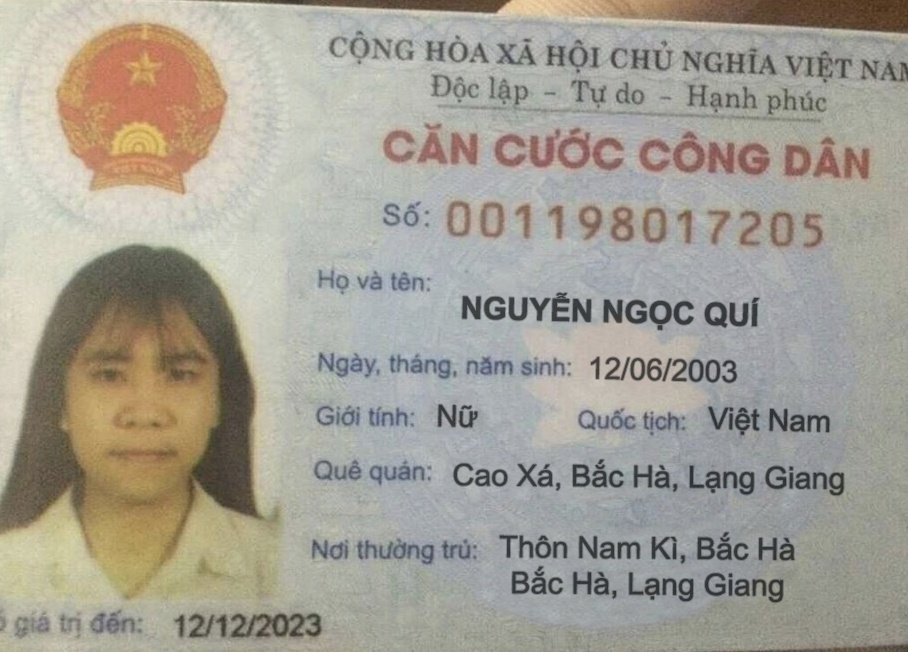 CỘNG HÒA XÃ HỘI CHỦ NGHĨA VIỆT NAM
Độc lập - Tự do - Hạnh phúc
CĂN CƯỚC CÔNG DÂN
Số: 001198017205
Họ và tên:
NGUYỄN NGỌC QUÍ
Ngày, tháng, năm sinh: 12/06/2003
Giới tính: Nữ Quốc tịch: Việt Nam
Quê quán: Cao Xá, Bắc Hà, Lạng Giang
Nơi thường trú: Thôn Nam Kì, Bắc Hà
Bắc Hà, Lạng Giang
giá trị đến: 12/12/2023
VIỆT NAM